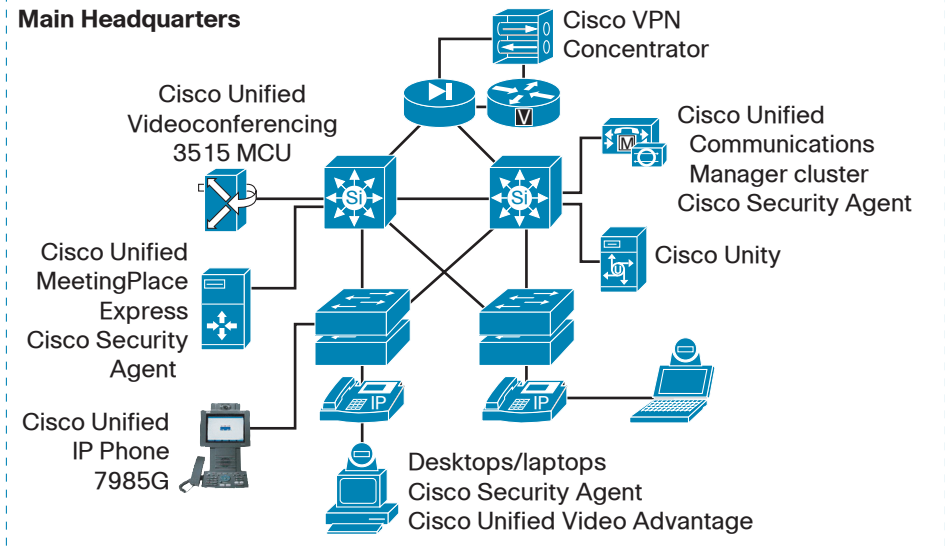 Main Headquarters
Cisco VPN
Concentrator
V
Cisco Unified
Videoconferencing
3515 MCU
Cisco Unified
Communications
Manager cluster
Cisco Security Agent
M
Si
Si
Cisco Unity
U
Cisco Unified
MeetingPlace
Express
Cisco Security
Agent
IP
IP
Cisco Unified
IP Phone
7985G
Desktops/laptops
Cisco Security Agent
Cisco Unified Video Advantage